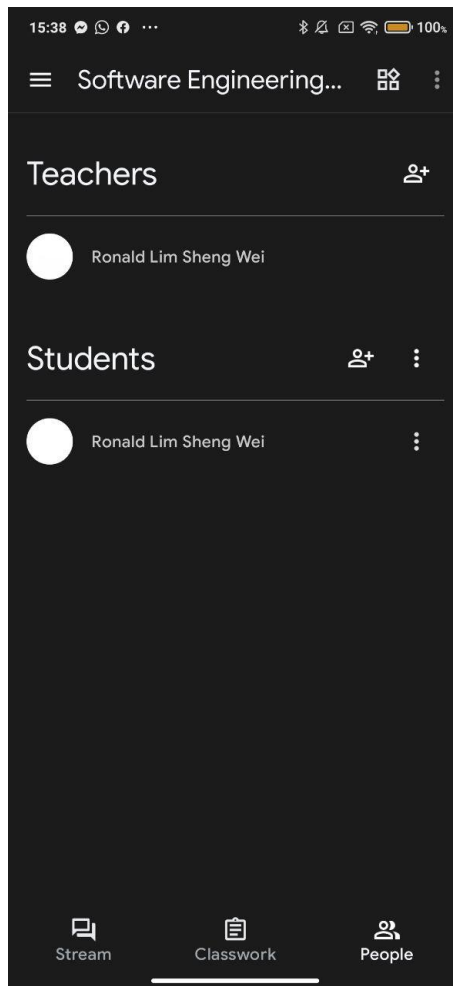 15:38 ... 100%
Software Engineering...
Teachers
Ronald Lim Sheng Wei
Students
Ronald Lim Sheng Wei
Stream Classwork People